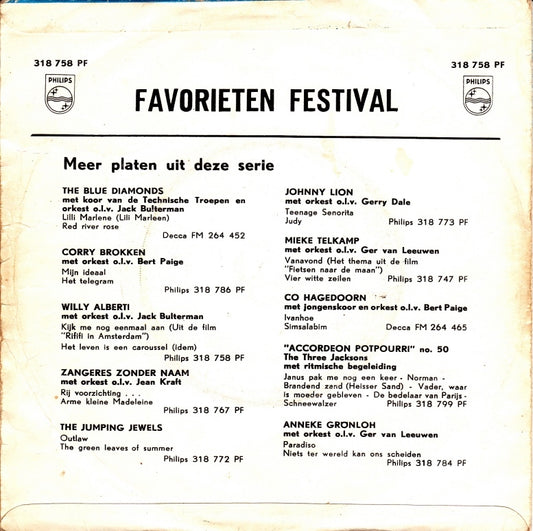 318 758 PF
318 758 PF
PHILIPS
PHILIPS
FAVORIETEN FESTIVAL
Meer platen uit deze serie
THE BLUE DIAMONDS
met koor van de Technische Troepen en
orkest o.l.v. Jack Bulterman
Lilli Marlene (Lili Marleen)
Red river rose
Decca FM 264 452
CORRY BROKKEN
met orkest o.l.v. Bert Paige
Mijn ideaal
Het telegram
Philips 318 786 PF
WILLY ALBERTI
met orkest o.l.v. Jack Bulterman
Kijk me nog eenmaal aan (Uit de film
"Rififi in Amsterdam")
Het leven is een caroussel (idem)
Philips 318 758 PF
ZANGERES ZONDER NAAM
met orkest o.l.v. Jean Kraft
Rij voorzichting . . .
Arme kleine Madeleine
Philips 318 767 PF
THE JUMPING JEWELS
Outlaw
The green leaves of summer
Philips 318 772 PF
JOHNNY LION
met orkest o.l.v. Gerry Dale
Teenage Senorita
Judy Philips 318 773 PF
MIEKE TELKAMP
met orkest o.l.v. Ger van Leeuwen
Vanavond (Het thema uit de film
"Fietsen naar de maan")
Vier witte zeilen Philips 318 747 PF
CO HAGEDOORN
met jongenskoor en orkest o.l.v. Bert Paige
Ivanhoe
Simsalabim Decca FM 264 465
"ACCORDEON POTPOURRI" no. 50
The Three Jacksons
met ritmische begeleiding
Janus pak me nog een keer - Norman -
Brandend zand (Heisser Sand) - Vader, waar
is moeder gebleven - De bedelaar van Parijs -
Schneewalzer Philips 318 799 PF
ANNEKE GRÖNLOH
met orkest o.l.v. Ger van Leeuwen
Paradiso
Niets ter wereld kan ons scheiden
Philips 318 784 PF